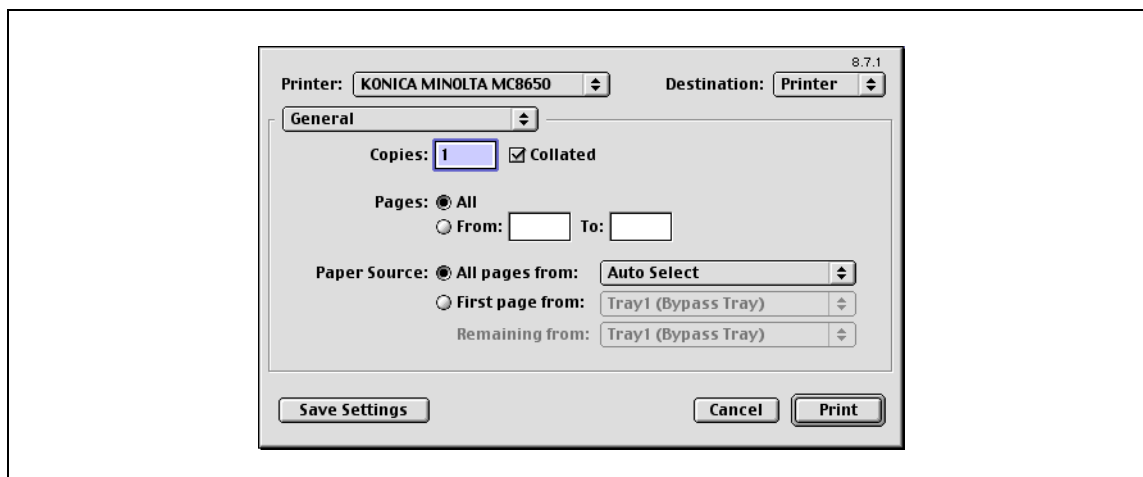 8.7.1
Printer: KONICA MINOLTA MC8650 Destination: Printer
General
Copies: 1 Collated
Pages: All
From: To:
Paper Source: All pages from: Auto Select
First page from: Tray1 (Bypass Tray)
Remaining from: Tray1 (Bypass Tray)
Save Settings Cancel Print